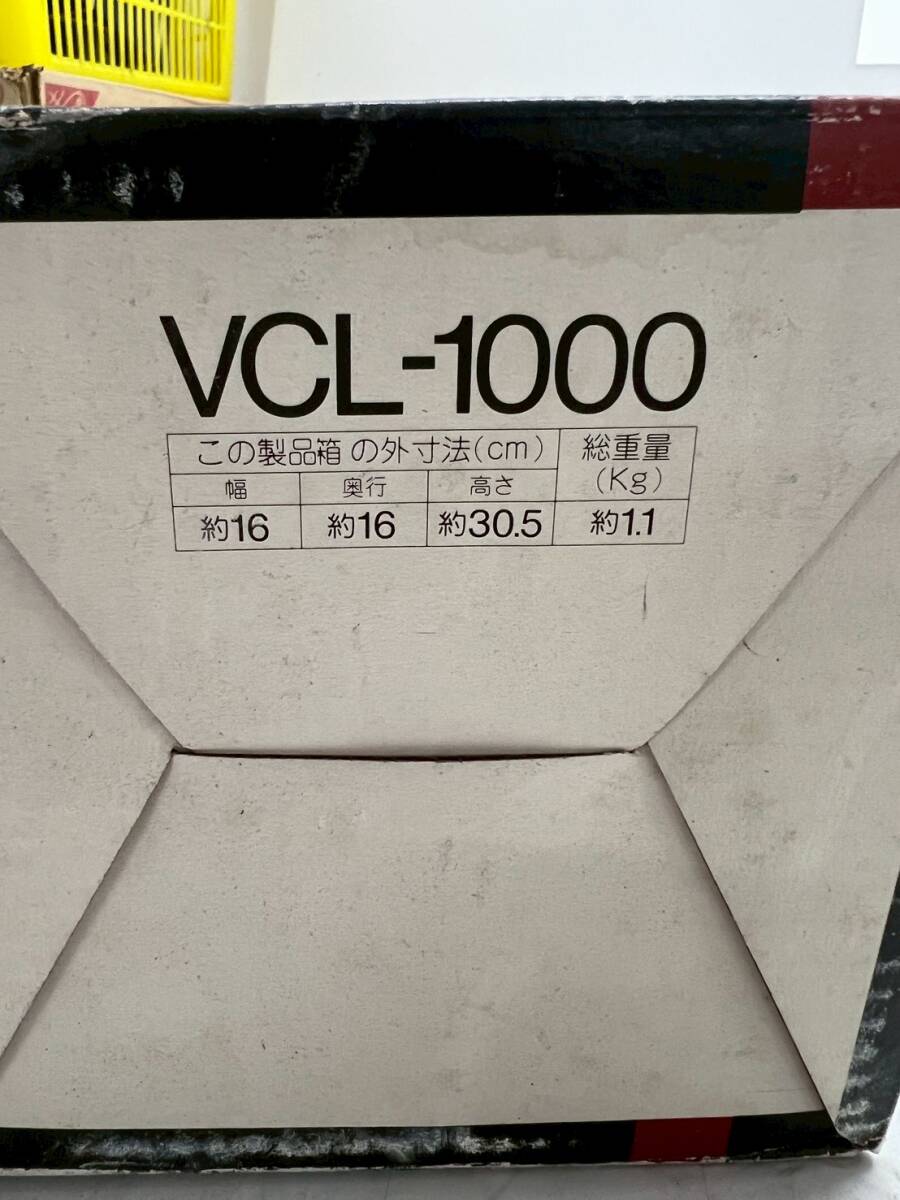 VCL-1000
この製品箱の外寸法(cm) 総重量(Kg)
幅 奥行 高さ
約16 約16 約30.5 約1.1